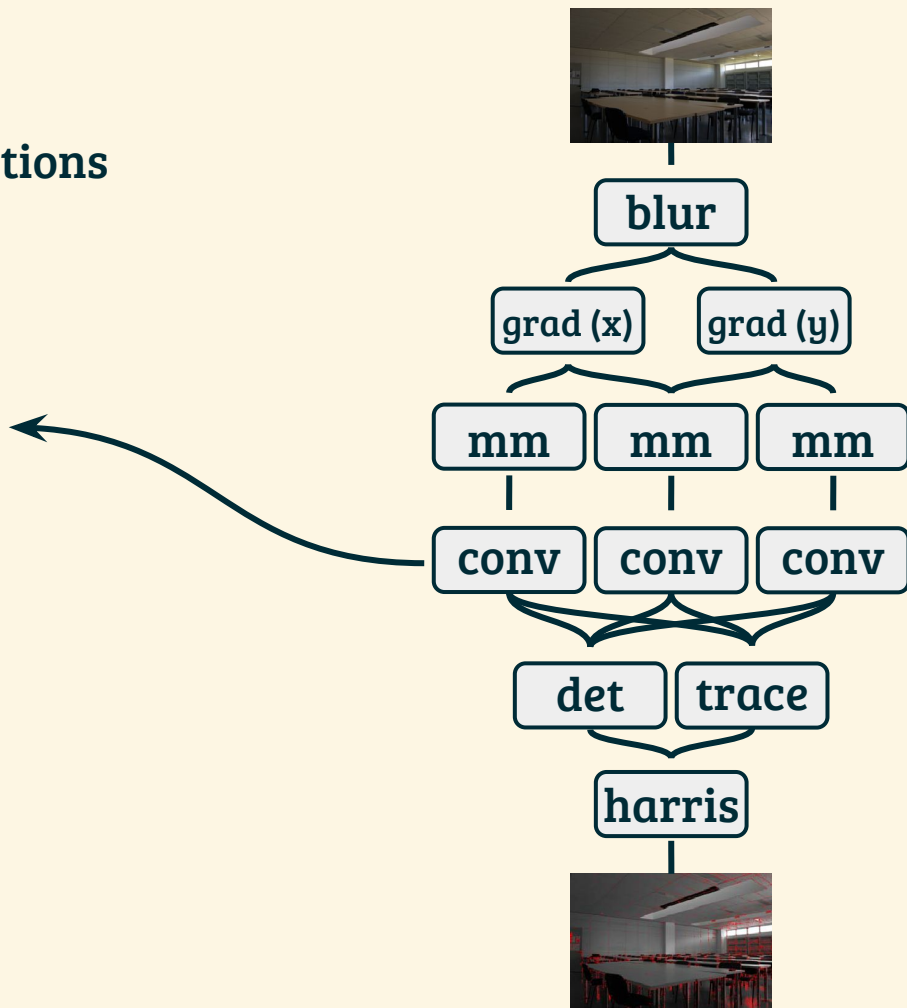 tions
blur
grad (x) grad (y)
mm mm mm
conv conv conv
det trace
harris